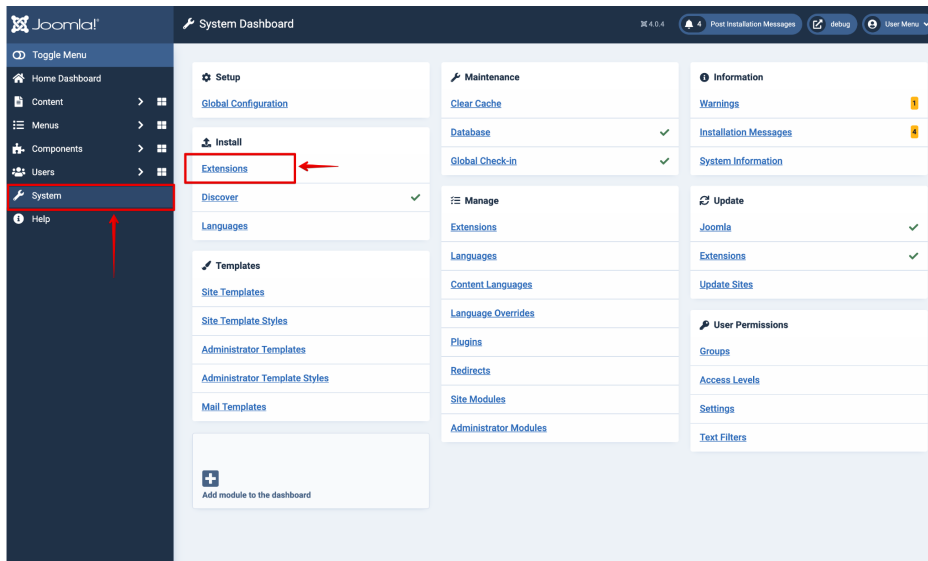 Joomla!
System Dashboard
4.0.4
4 Post Installation Messages
debug
User Menu
Toggle Menu
Home Dashboard
Content
Menus
Components
Users
System
Help
Setup
Global Configuration
Install
Extensions
Discover
Languages
Templates
Site Templates
Site Template Styles
Administrator Templates
Administrator Template Styles
Mail Templates
Add module to the dashboard
Maintenance
Clear Cache
Database
Global Check-in
Manage
Extensions
Languages
Content Languages
Language Overrides
Plugins
Redirects
Site Modules
Administrator Modules
Information
Warnings 1
Installation Messages 4
System Information
Update
Joomla
Extensions
Update Sites
User Permissions
Groups
Access Levels
Settings
Text Filters